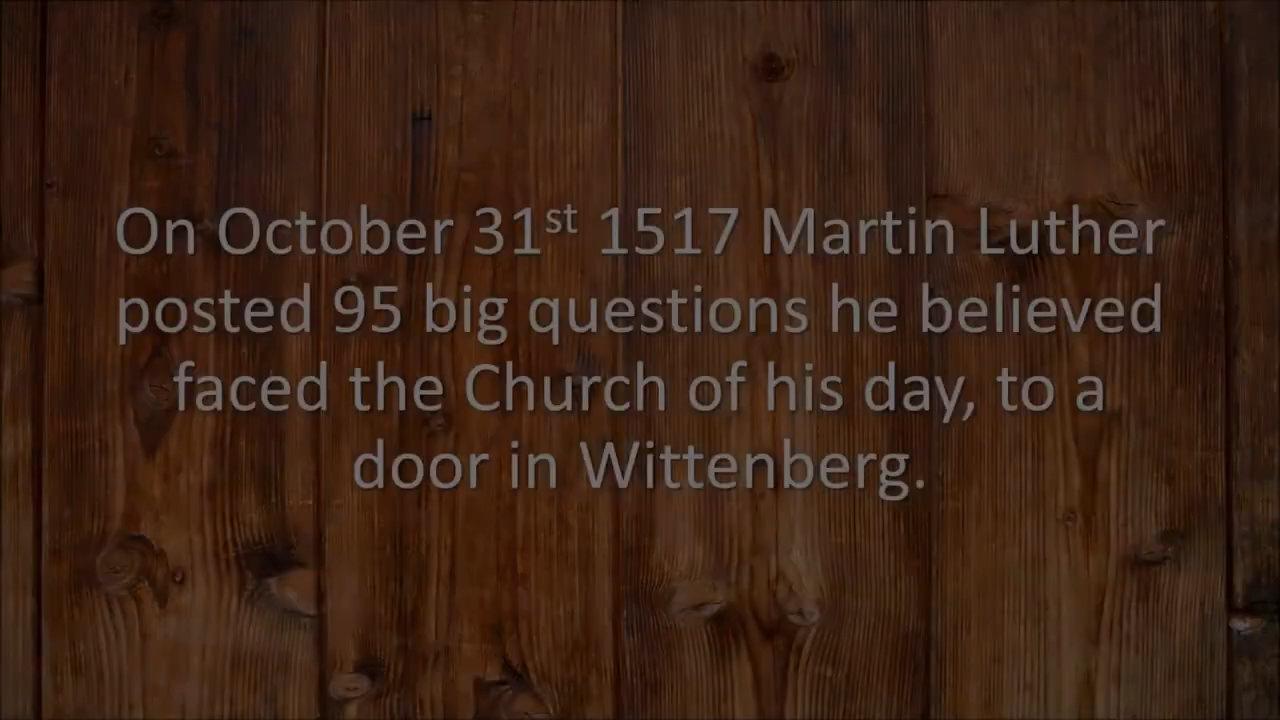 On October 31st 1517 Martin Luther
posted 95 big questions he believed
faced the Church of his day, to a
door in Wittenberg.